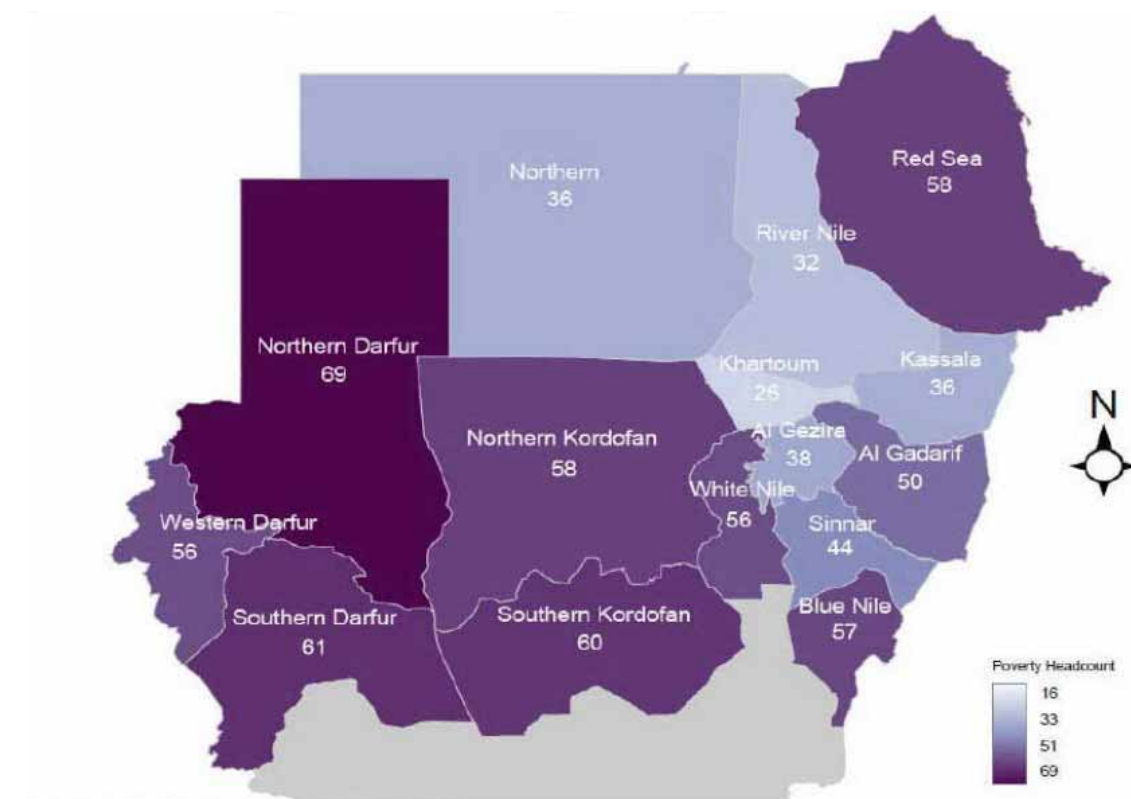 Red Sea
58
Northern
36
River Nile
32
Northern Darfur
69
Khartoum
26
Kassala
36
Al Gezira
38
Northern Kordofan
58
Al Gadarif
50
White Nile
56
Western Darfur
56
Sinnar
44
Southern Darfur
61
Southern Kordofan
60
Blue Nile
57
N
Poverty Headcount
16
33
51
69